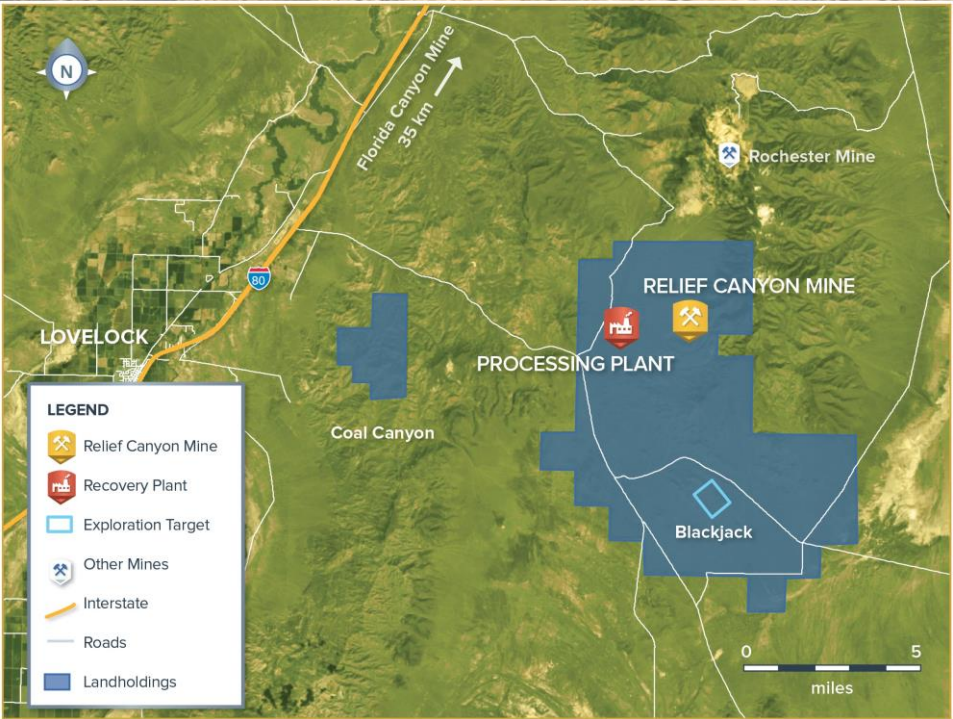 N
Florida Canyon Mine
35 km
Rochester Mine
80
RELIEF CANYON MINE
LOVELOCK
PROCESSING PLANT
Coal Canyon
Blackjack
LEGEND
Relief Canyon Mine
Recovery Plant
Exploration Target
Other Mines
Interstate
Roads
Landholdings
0 5
miles